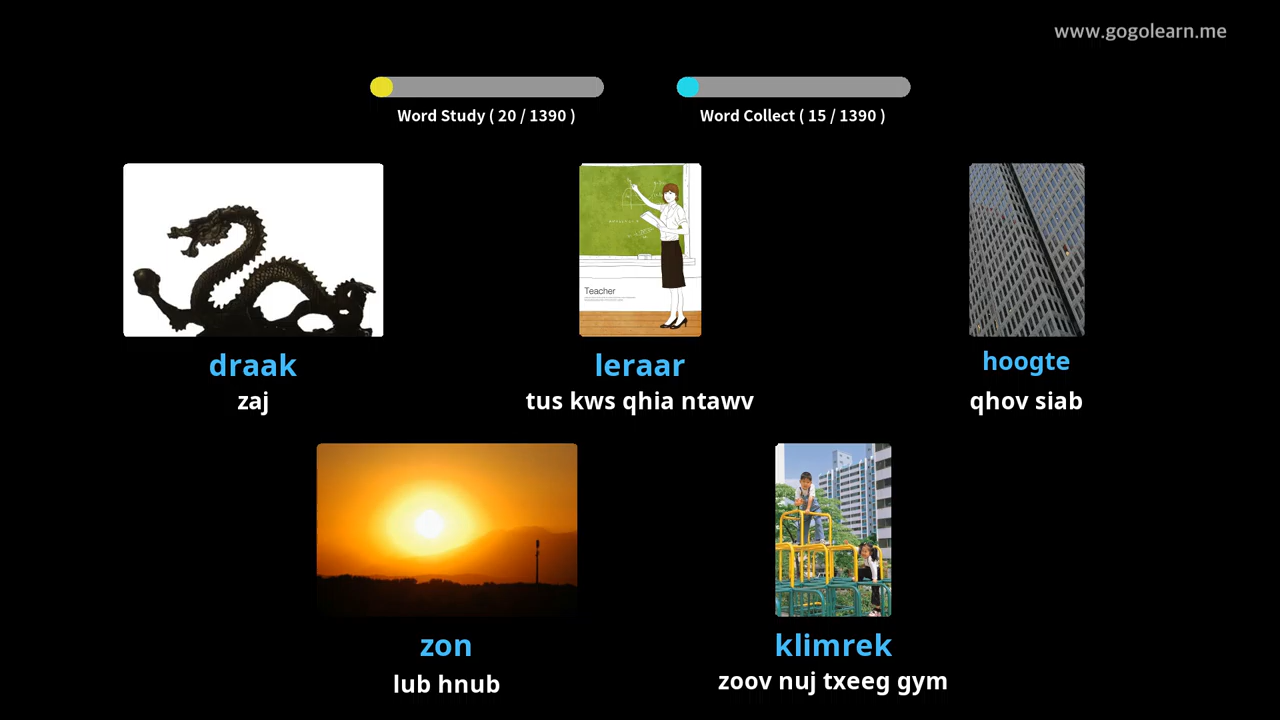 www.gogolearn.me
Word Study ( 20 / 1390 )
Word Collect ( 15 / 1390 )
Teacher
draak
leraar
hoogte
zaj
tus kws qhia ntawv
qhov siab
zon
klimrek
lub hnub
zoov nuj txeeg gym